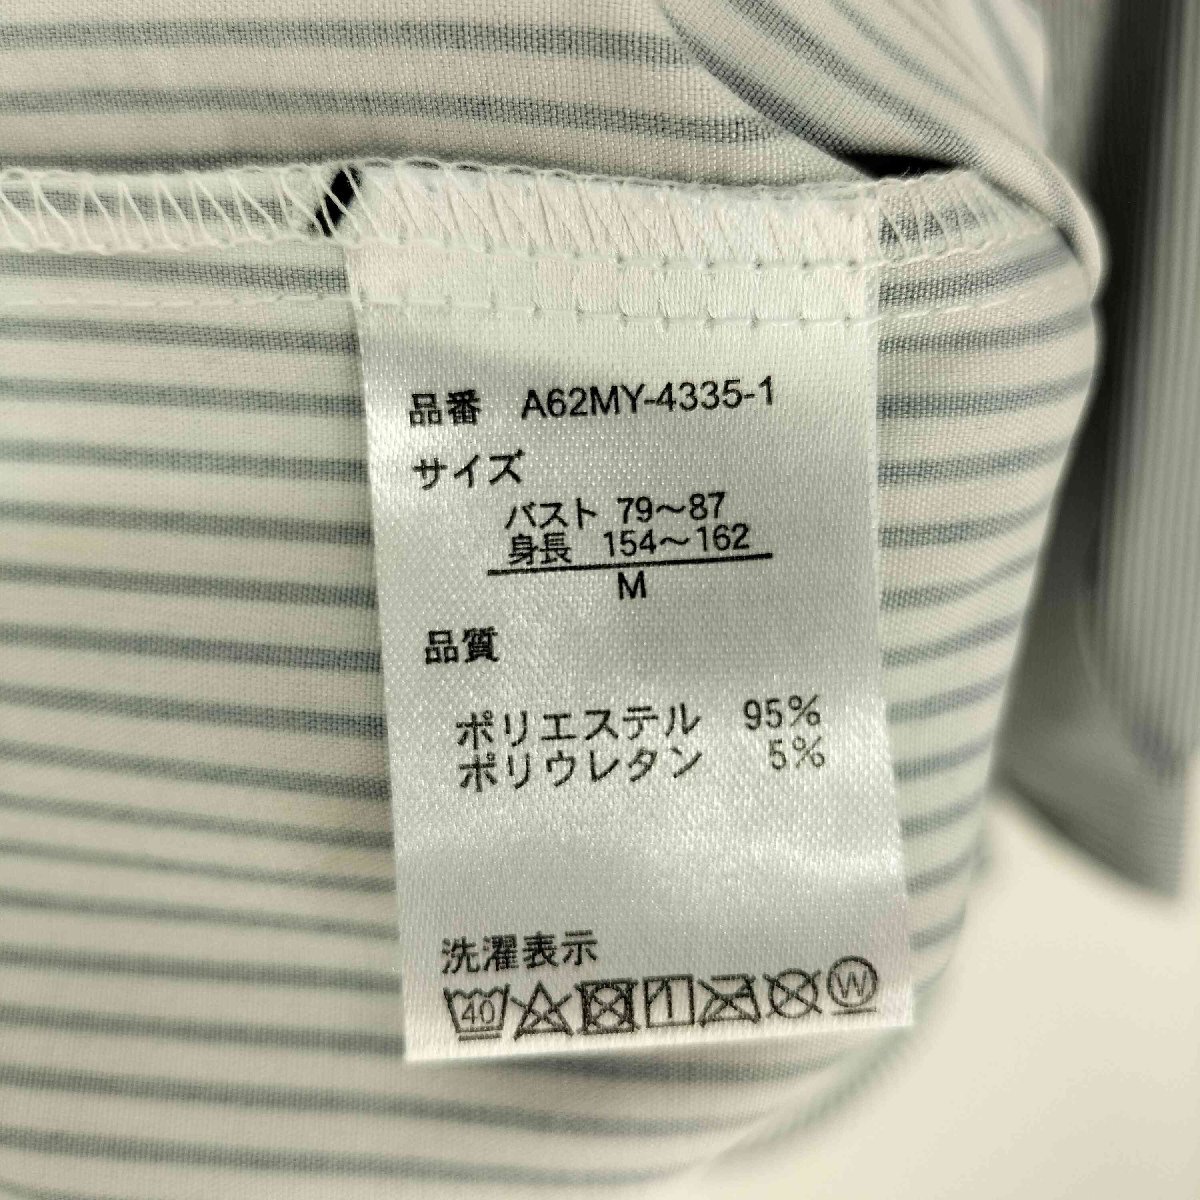 品番 A62MY-4335-1
サイズ
バスト 79～87
身長 154～162
M
品質
ポリエステル 95%
ポリウレタン 5%
洗濯表示
40 W